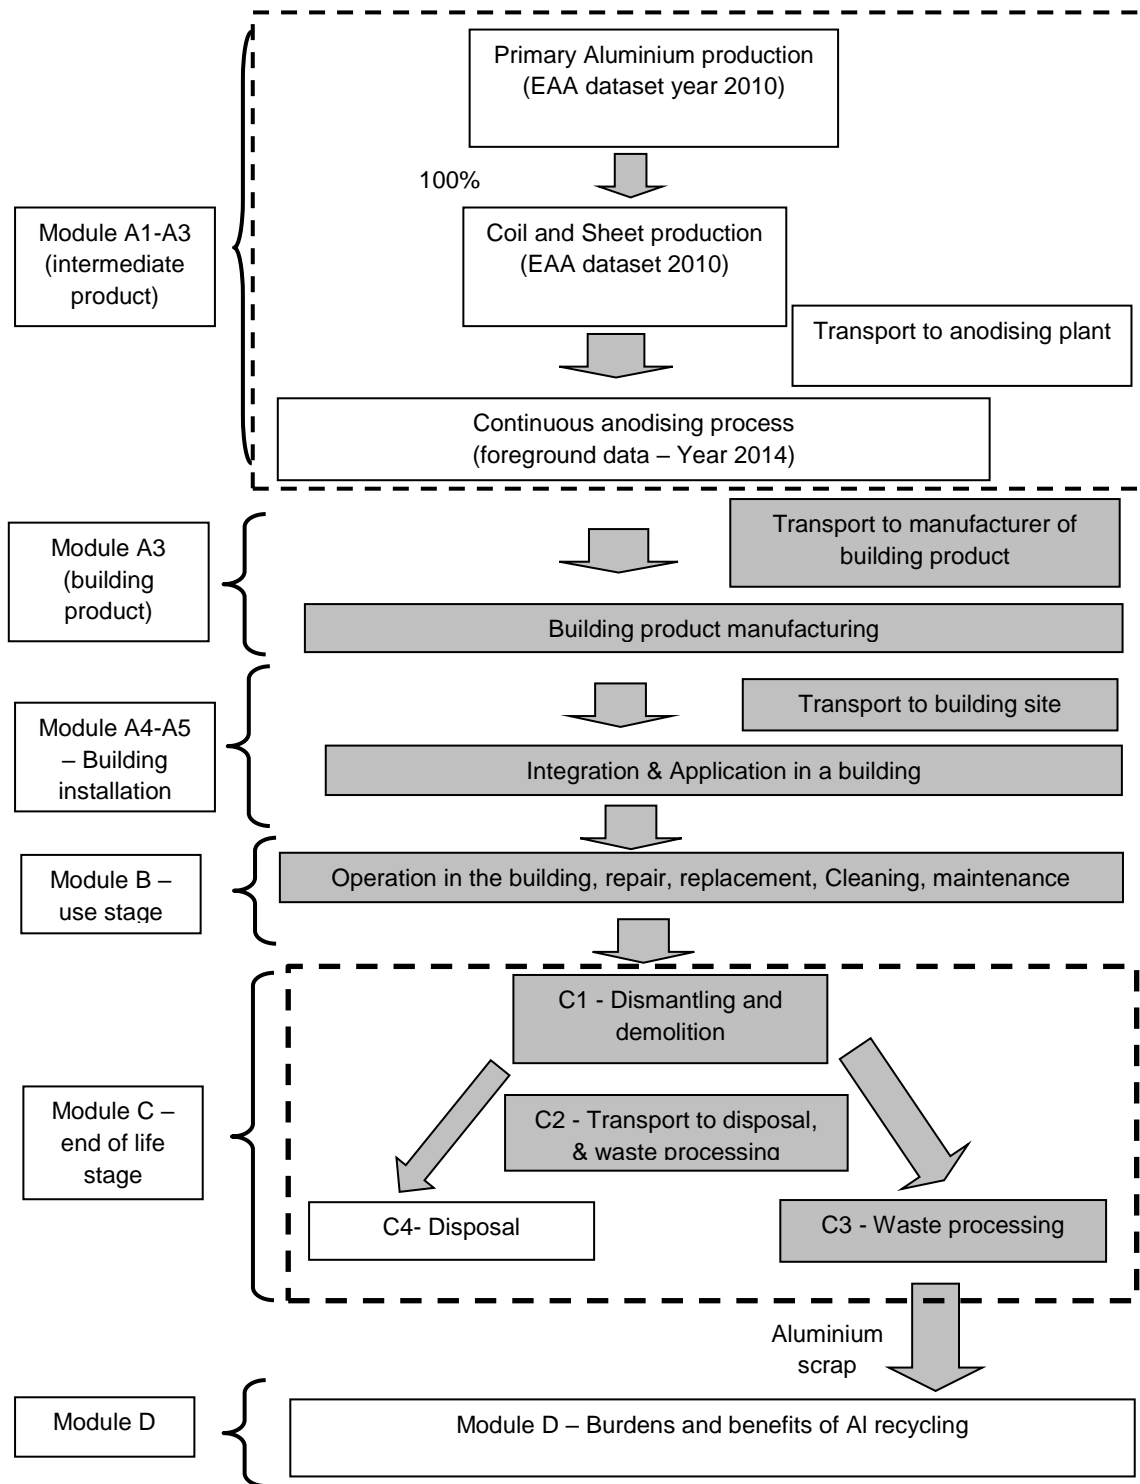 Primary Aluminium production
(EAA dataset year 2010)
100%
Module A1-A3
(intermediate
product)
Coil and Sheet production
(EAA dataset 2010)
Transport to anodising plant
Continuous anodising process
(foreground data – Year 2014)
Module A3
(building
product)
Transport to manufacturer of
building product
Building product manufacturing
Module A4-A5
– Building
installation
Transport to building site
Integration & Application in a building
Module B –
use stage
Operation in the building, repair, replacement, Cleaning, maintenance
Module C –
end of life
stage
C1 - Dismantling and
demolition
C2 - Transport to disposal,
& waste processing
C4- Disposal
C3 - Waste processing
Aluminium
scrap
Module D
Module D – Burdens and benefits of Al recycling